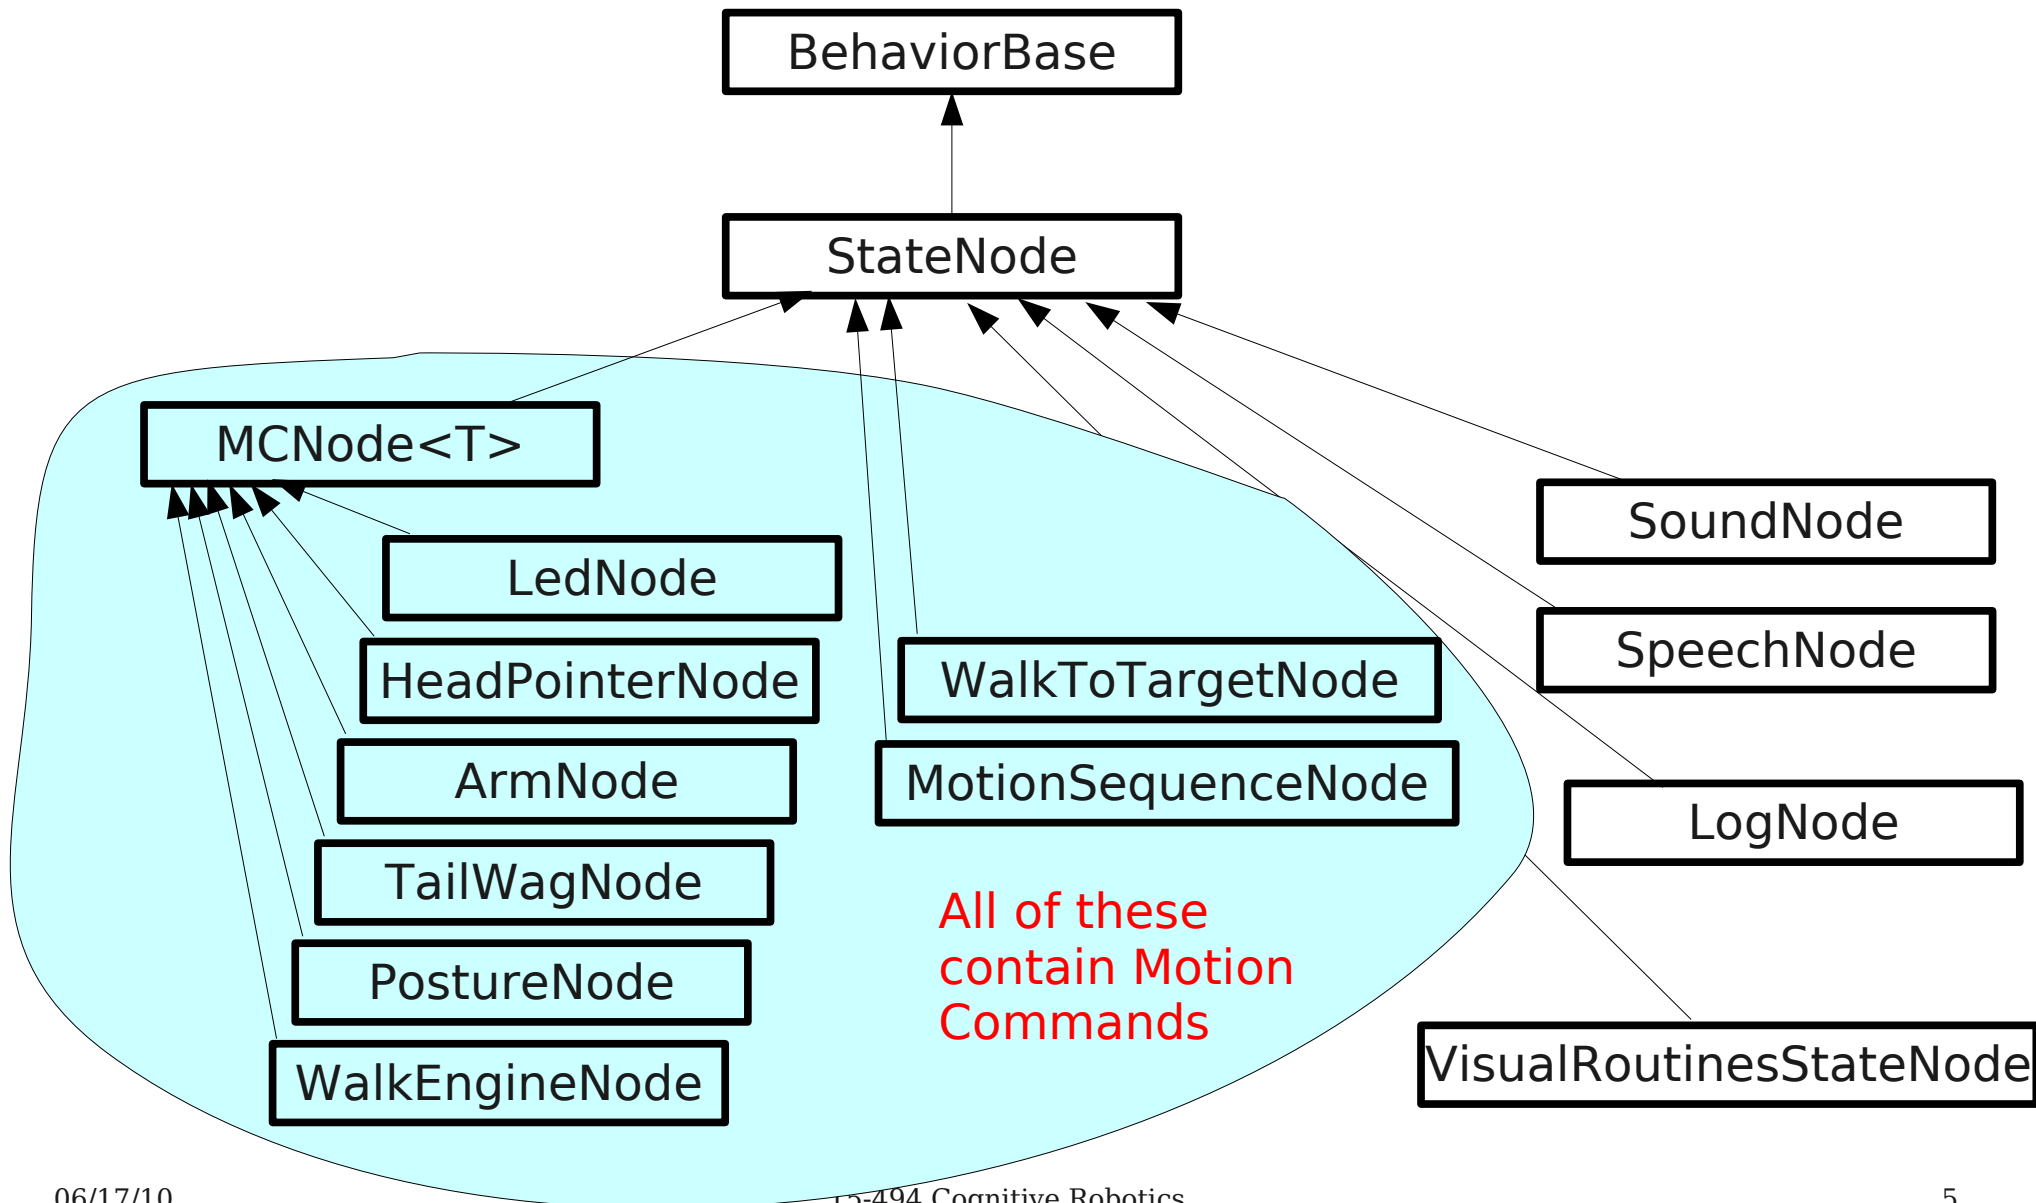 BehaviorBase
StateNode
MCNode<T>
SoundNode
LedNode
SpeechNode
HeadPointerNode
WalkToTargetNode
ArmNode
MotionSequenceNode
LogNode
TailWagNode
All of these
contain Motion
Commands
PostureNode
VisualRoutinesStateNode
WalkEngineNode
06/17/10
15-494 Cognitive Robotics
5